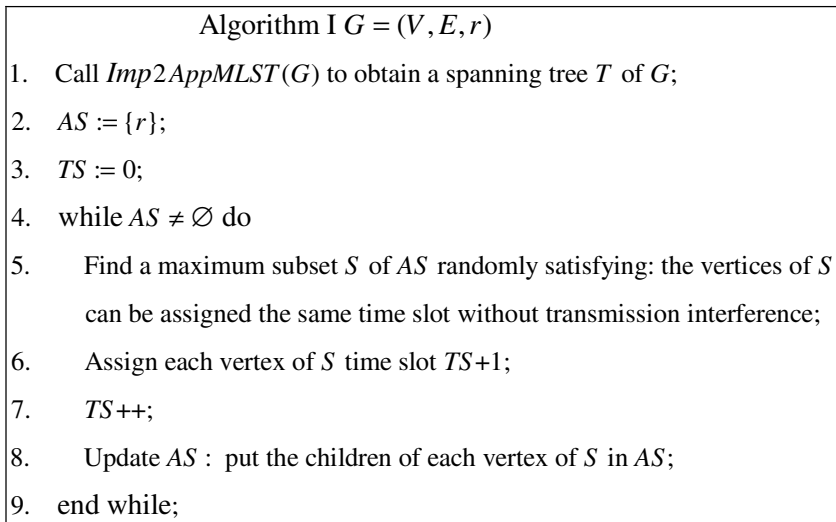 Algorithm I G = (V, E, r)
1. Call Imp2AppMLST(G) to obtain a spanning tree T of G;
2. AS := {r};
3. TS := 0;
4. while AS ≠ ∅ do
5. Find a maximum subset S of AS randomly satisfying: the vertices of S
can be assigned the same time slot without transmission interference;
6. Assign each vertex of S time slot TS+1;
7. TS++;
8. Update AS : put the children of each vertex of S in AS;
9. end while;